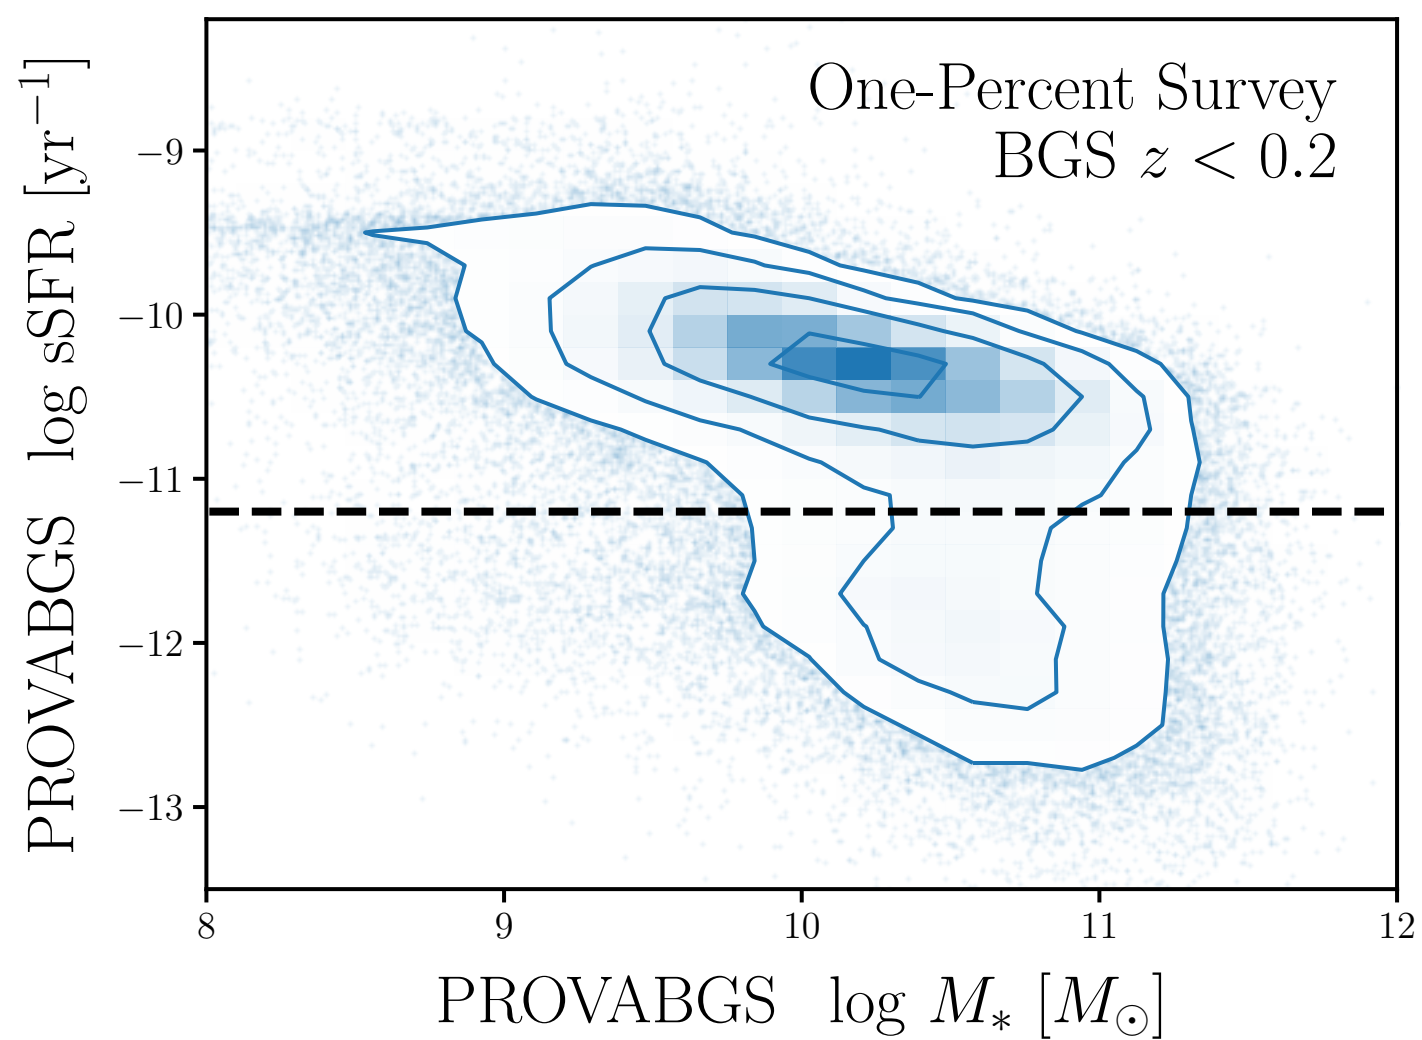 One-Percent Survey
BGS z < 0.2
PROVABGS log sSFR [yr⁻¹]
−9
−10
−11
−12
−13
8 9 10 11 12
PROVABGS log M_* [M_⊙]